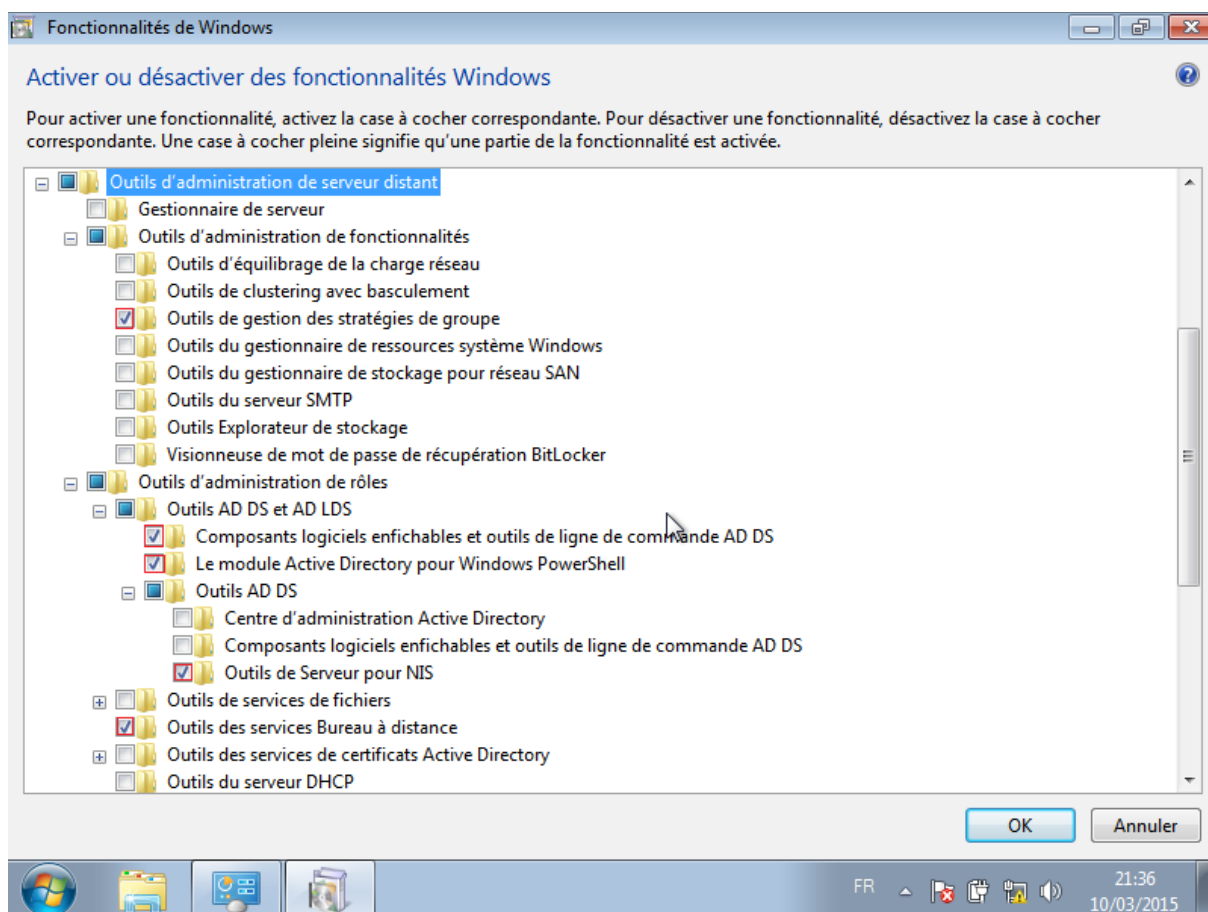 Fonctionnalités de Windows
Activer ou désactiver des fonctionnalités Windows
Pour activer une fonctionnalité, activez la case à cocher correspondante. Pour désactiver une fonctionnalité, désactivez la case à cocher
correspondante. Une case à cocher pleine signifie qu'une partie de la fonctionnalité est activée.
Outils d'administration de serveur distant
Gestionnaire de serveur
Outils d'administration de fonctionnalités
Outils d'équilibrage de la charge réseau
Outils de clustering avec basculement
Outils de gestion des stratégies de groupe
Outils du gestionnaire de ressources système Windows
Outils du gestionnaire de stockage pour réseau SAN
Outils du serveur SMTP
Outils Explorateur de stockage
Visionneuse de mot de passe de récupération BitLocker
Outils d'administration de rôles
Outils AD DS et AD LDS
Composants logiciels enfichables et outils de ligne de commande AD DS
Le module Active Directory pour Windows PowerShell
Outils AD DS
Centre d'administration Active Directory
Composants logiciels enfichables et outils de ligne de commande AD DS
Outils de Serveur pour NIS
Outils de services de fichiers
Outils des services Bureau à distance
Outils des services de certificats Active Directory
Outils du serveur DHCP
OK
Annuler
FR
21:36
10/03/2015